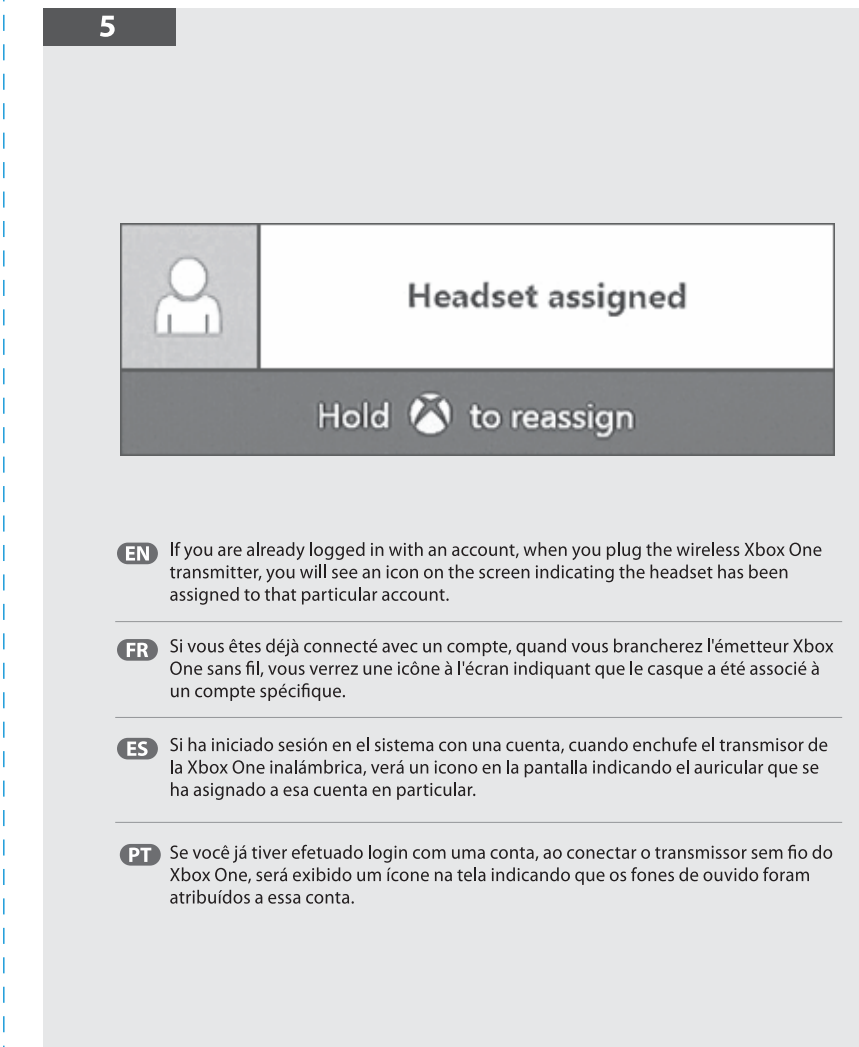 5
Headset assigned
Hold to reassign
EN If you are already logged in with an account, when you plug the wireless Xbox One
transmitter, you will see an icon on the screen indicating the headset has been
assigned to that particular account.
FR Si vous êtes déjà connecté avec un compte, quand vous brancherez l'émetteur Xbox
One sans fil, vous verrez une icône à l'écran indiquant que le casque a été associé à
un compte spécifique.
ES Si ha iniciado sesión en el sistema con una cuenta, cuando enchufe el transmisor de
la Xbox One inalámbrica, verá un icono en la pantalla indicando el auricular que se
ha asignado a esa cuenta en particular.
PT Se você já tiver efetuado login com uma conta, ao conectar o transmissor sem fio do
Xbox One, será exibido um ícone na tela indicando que os fones de ouvido foram
atribuídos a essa conta.